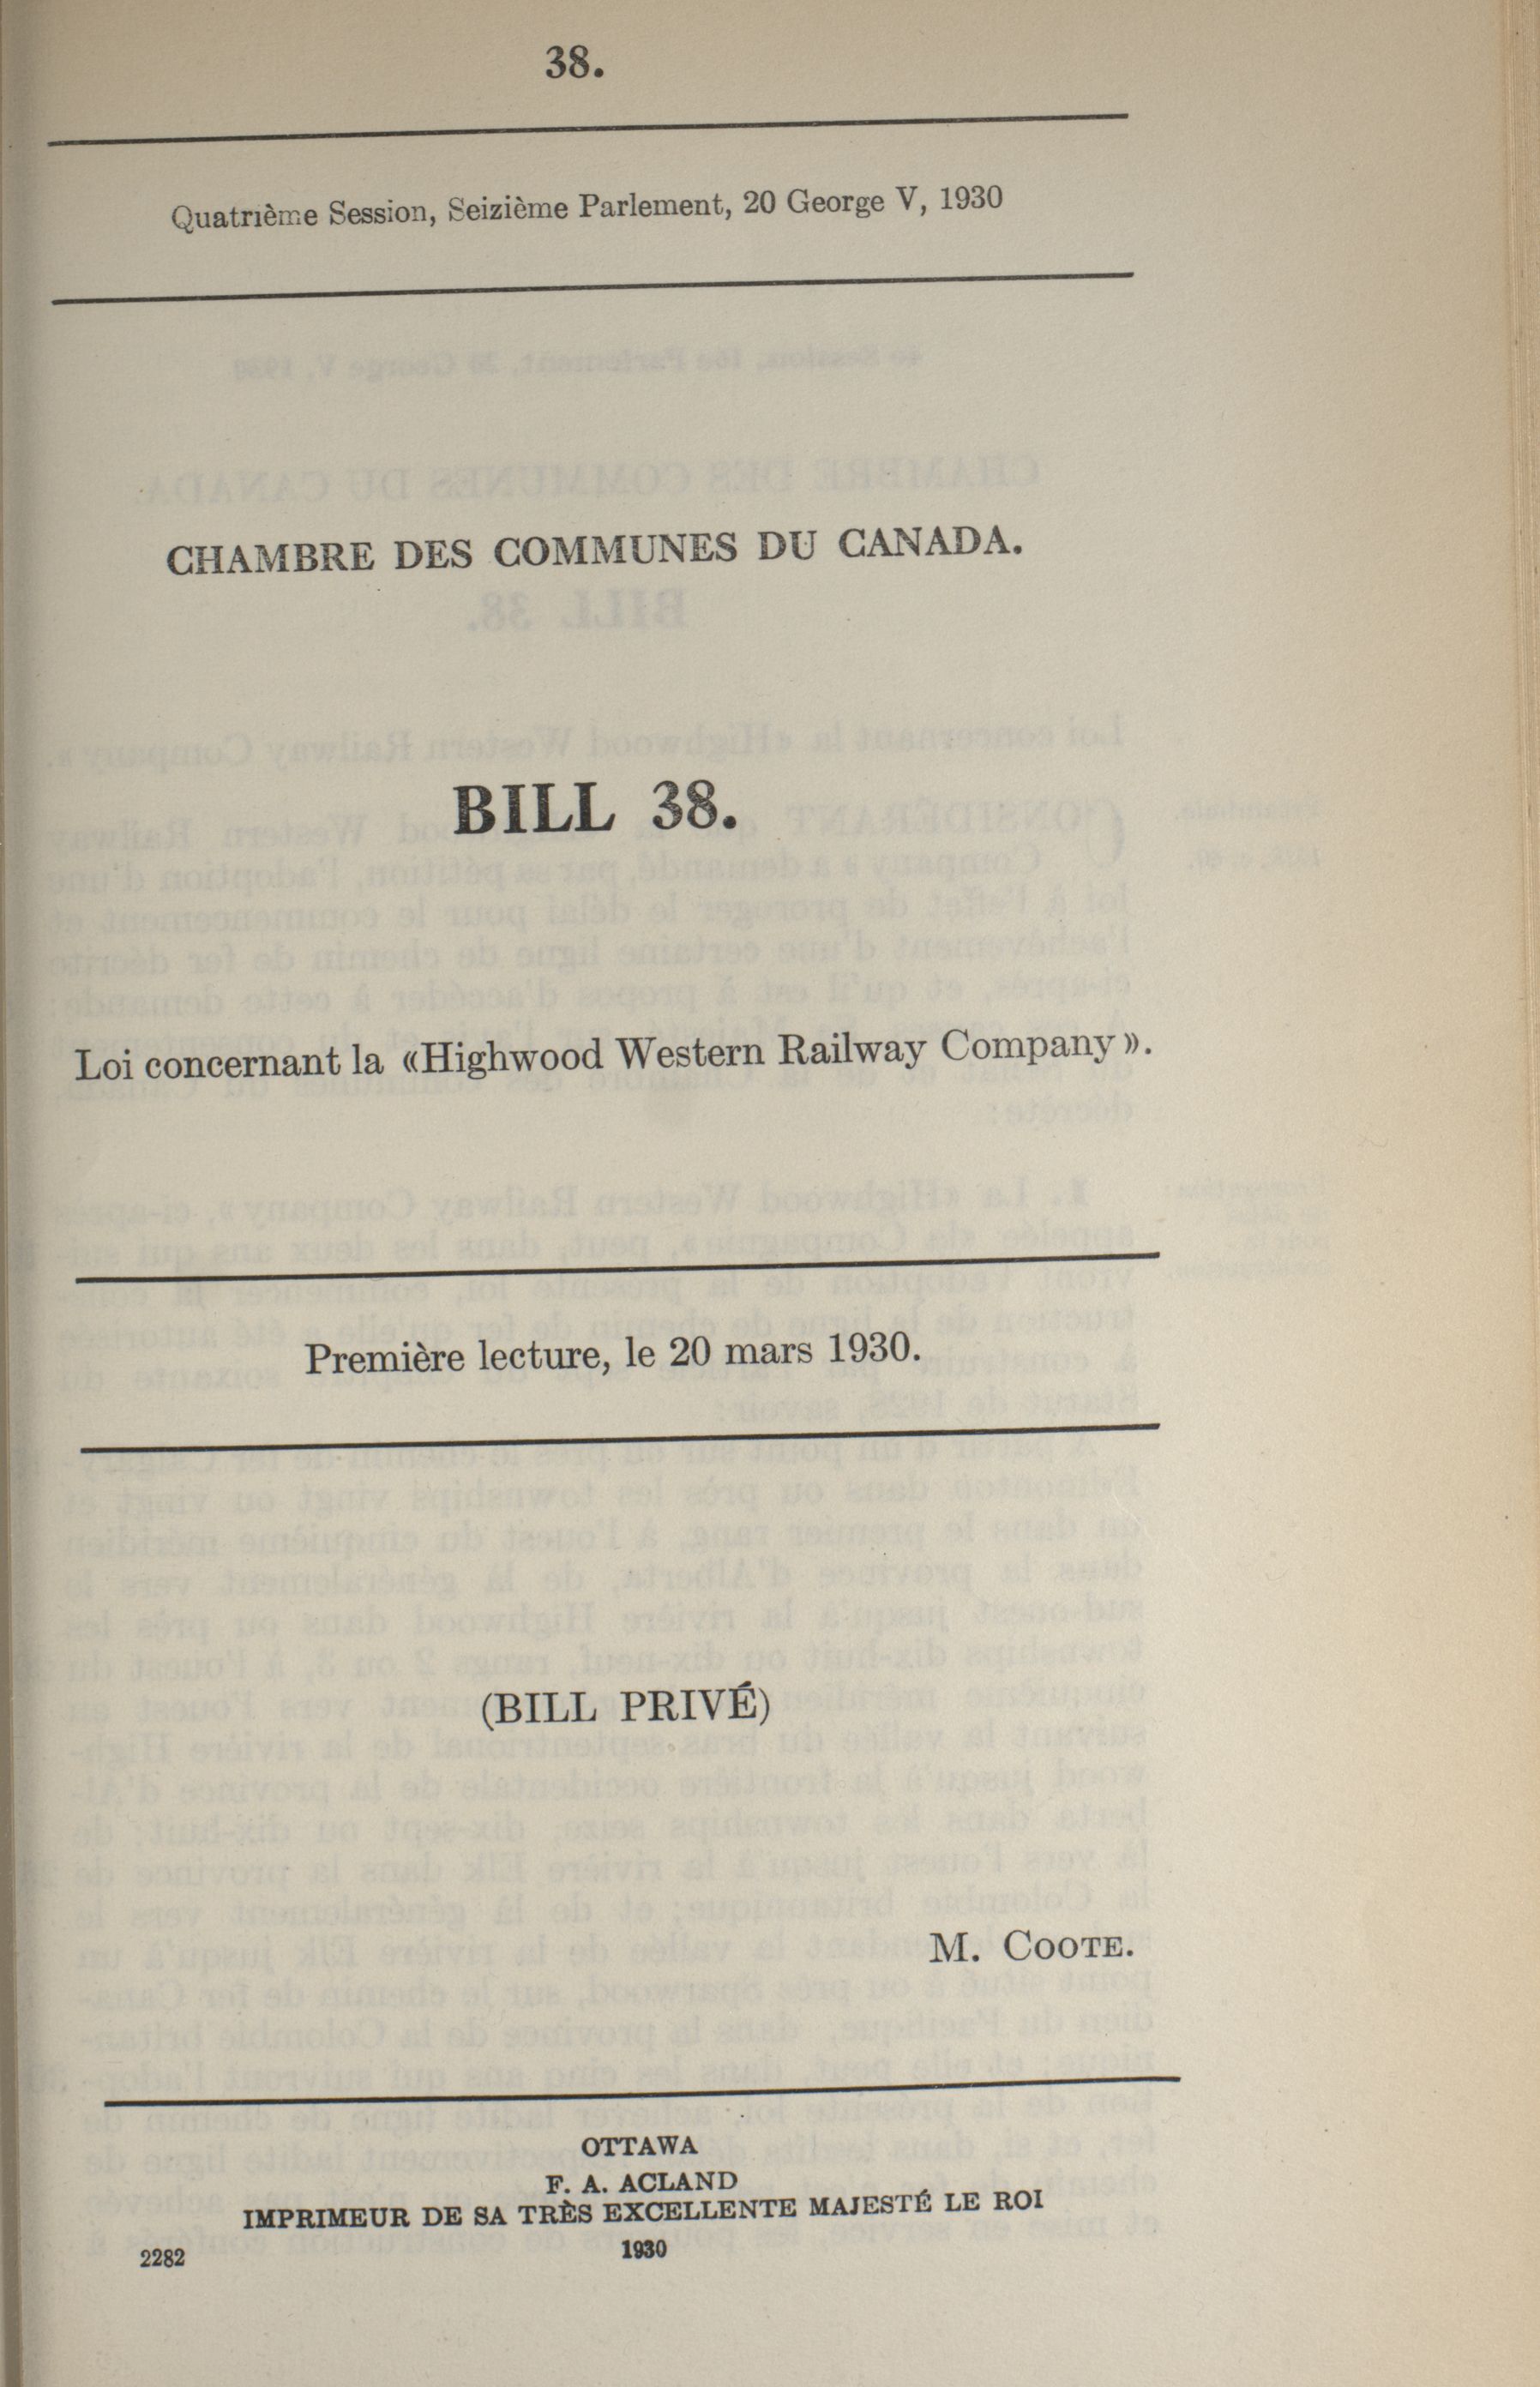 38.
Quatrième Session, Seizième Parlement, 20 George V, 1930
CHAMBRE DES COMMUNES DU CANADA.
BILL 38.
Loi concernant la «Highwood Western Railway Company».
Première lecture, le 20 mars 1930.
(BILL PRIVÉ)
M. COOTE.
OTTAWA
F. A. ACLAND
IMPRIMEUR DE SA TRÈS EXCELLENTE MAJESTÉ LE ROI
1930
2282